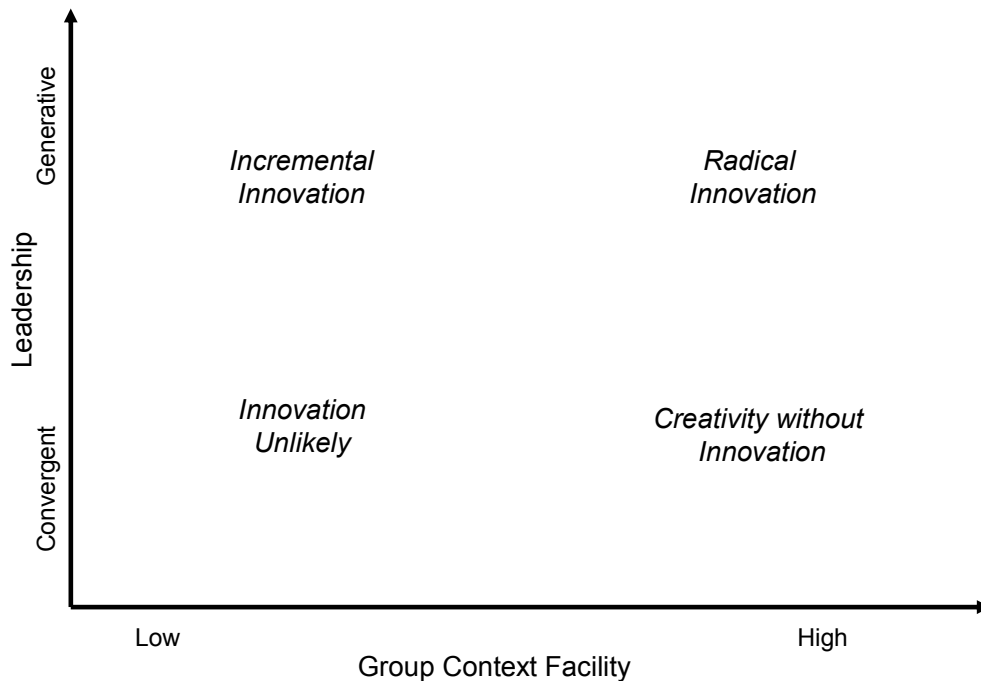 Generative
Incremental
Innovation
Radical
Innovation
Leadership
Innovation
Unlikely
Creativity without
Innovation
Convergent
Low
High
Group Context Facility